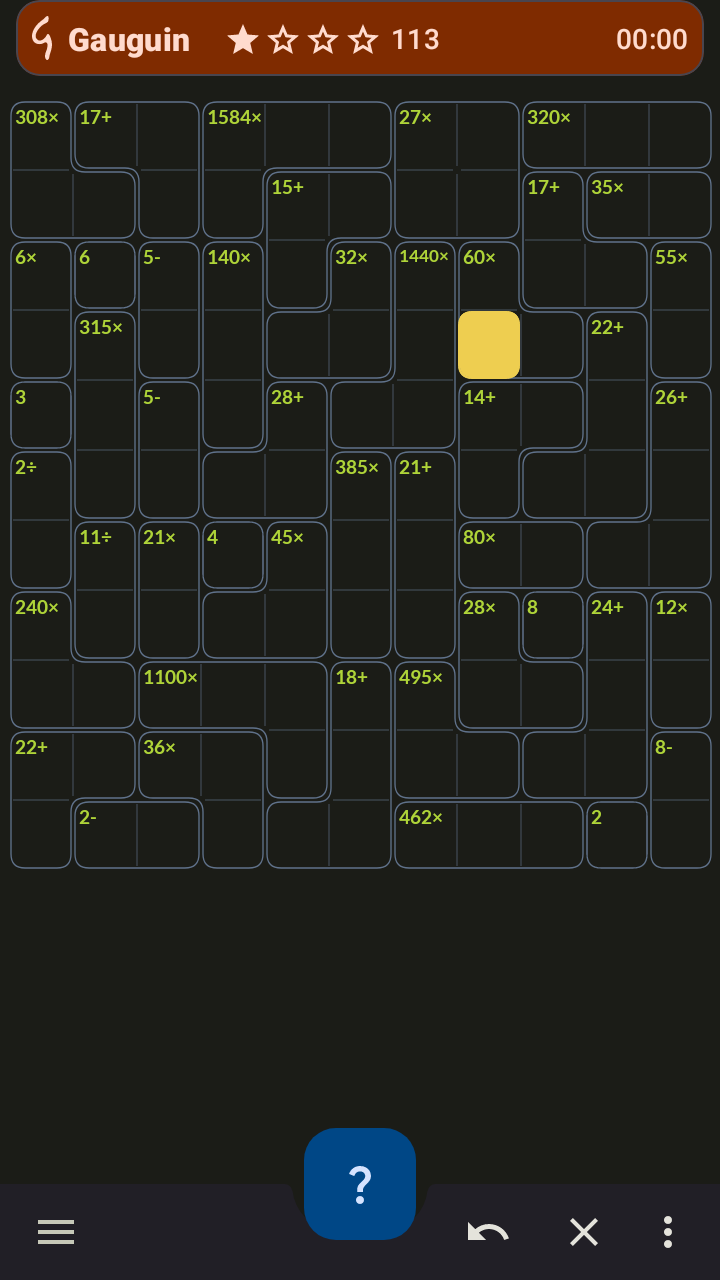 Gauguin 113 00:00
308× 17+ 1584× 27× 320×
15+ 17+ 35×
6× 6 5- 140× 32× 1440× 60× 55×
315× 22+
3 5- 28+ 14+ 26+
2÷ 385× 21+
11÷ 21× 4 45× 80×
240× 28× 8 24+ 12×
1100× 18+ 495×
22+ 36× 8-
2- 462× 2
?